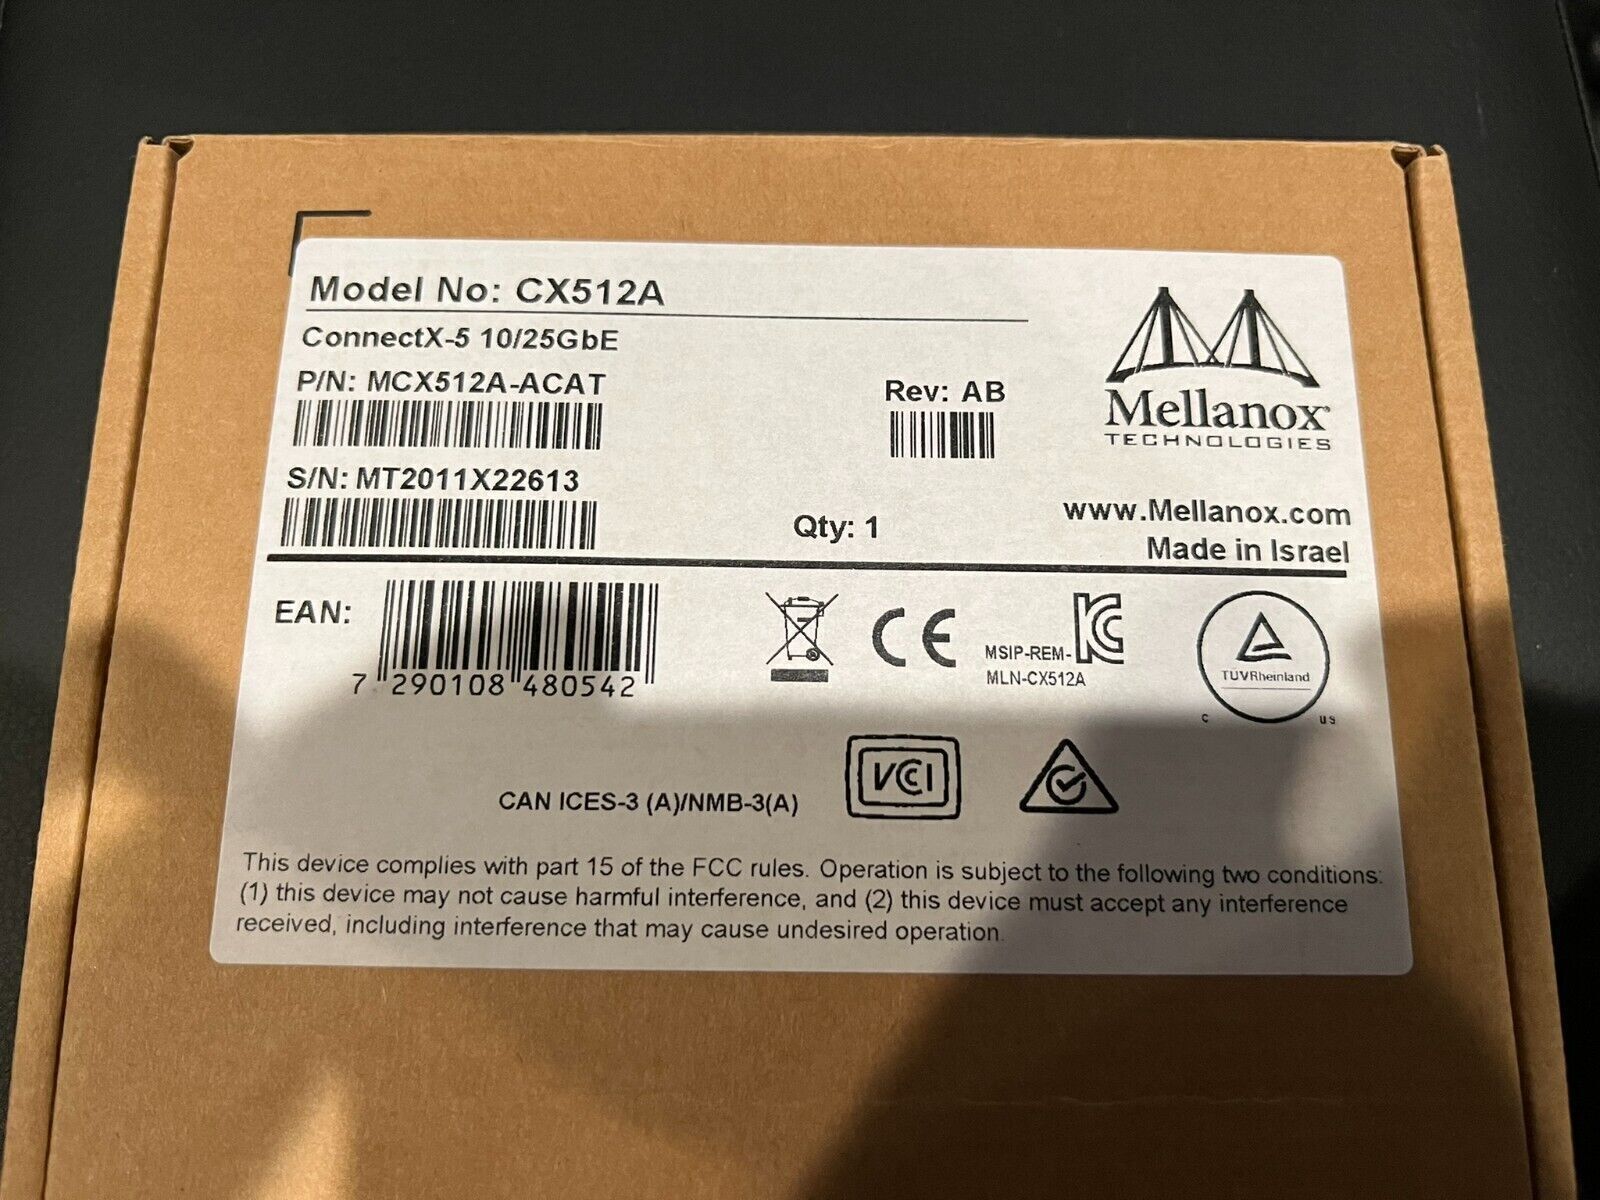 Model No: CX512A
ConnectX-5 10/25GbE
P/N: MCX512A-ACAT
Rev: AB
Mellanox
TECHNOLOGIES
S/N: MT2011X22613
Qty: 1
www.Mellanox.com
Made in Israel
EAN:
7 290108 480542
CE
MSIP-REM-
MLN-CX512A
KC
TÜVRheinland
C US
CAN ICES-3 (A)/NMB-3(A)
VCCI
This device complies with part 15 of the FCC rules. Operation is subject to the following two conditions:
(1) this device may not cause harmful interference, and (2) this device must accept any interference
received, including interference that may cause undesired operation.